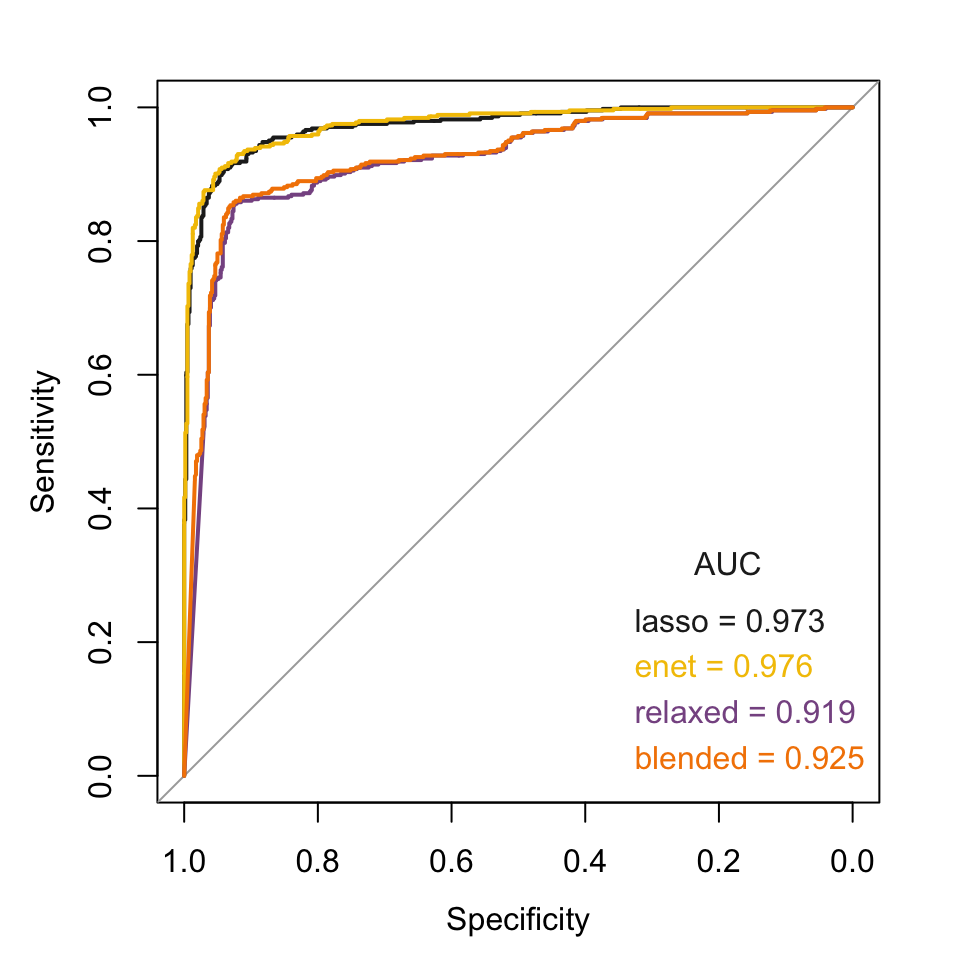 1.0
0.8
0.6
0.4
0.2
0.0
Sensitivity
AUC
lasso = 0.973
enet = 0.976
relaxed = 0.919
blended = 0.925
1.0 0.8 0.6 0.4 0.2 0.0
Specificity